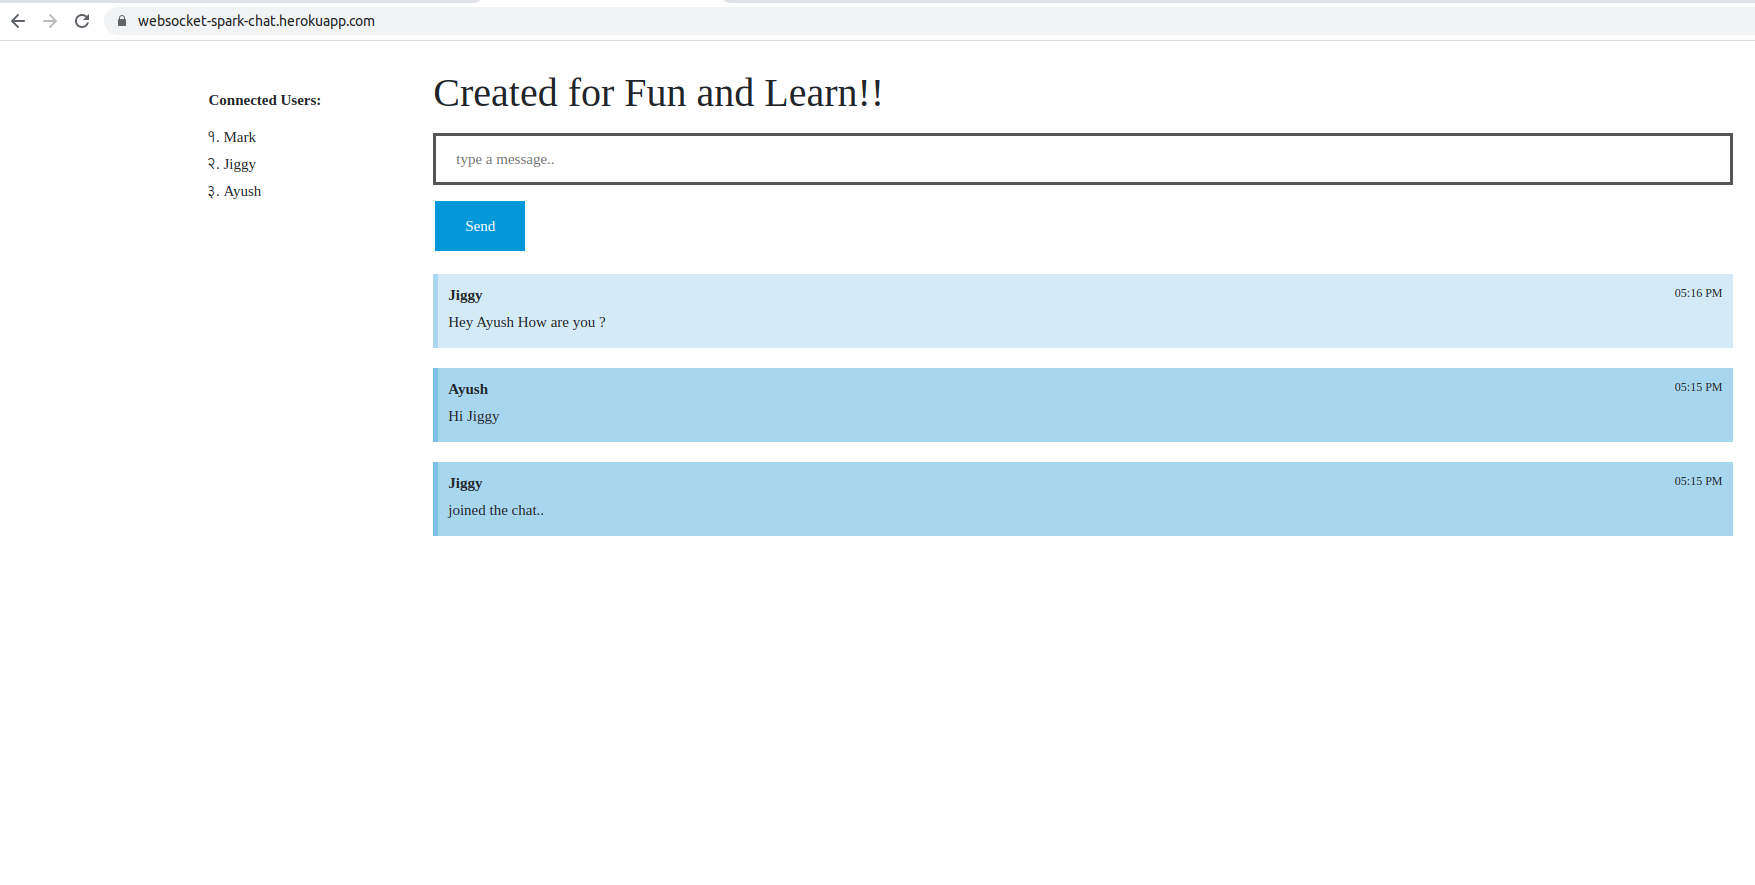 websocket-spark-chat.herokuapp.com
Connected Users:
१. Mark
२. Jiggy
३. Ayush
Created for Fun and Learn!!
type a message..
Send
Jiggy 05:16 PM
Hey Ayush How are you ?
Ayush 05:15 PM
Hi Jiggy
Jiggy 05:15 PM
joined the chat..